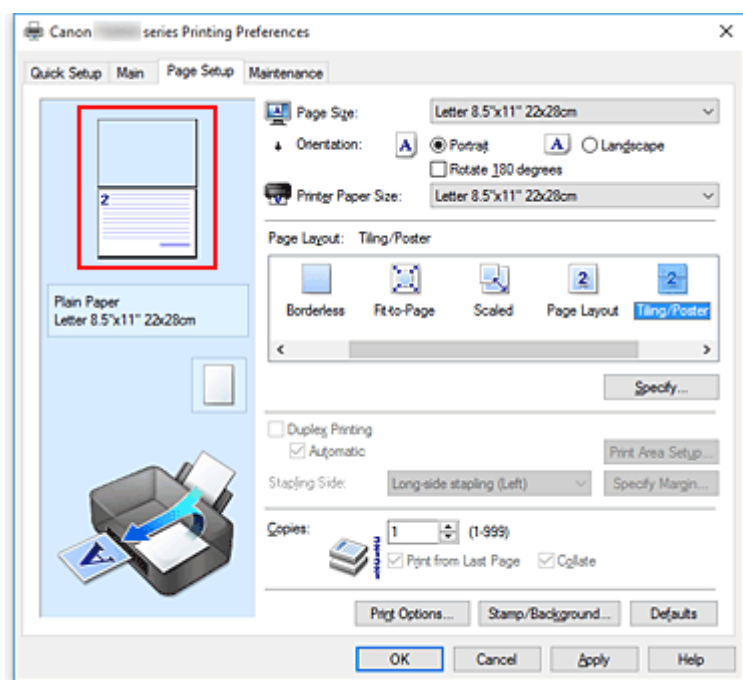 Canon series Printing Preferences
Quick Setup Main Page Setup Maintenance
2
Plain Paper
Letter 8.5"x11" 22x28cm
A
Page Size: Letter 8.5"x11" 22x28cm
Orientation: A Portrait A Landscape
Rotate 180 degrees
Printer Paper Size: Letter 8.5"x11" 22x28cm
Page Layout: Tiling/Poster
2 2
Borderless Fit-to-Page Scaled Page Layout Tiling/Poster
Specify...
Duplex Printing
Automatic Print Area Setup...
Stapling Side: Long-side stapling (Left) Specify Margin...
Copies: 1 (1-999)
Print from Last Page Collate
Print Options... Stamp/Background... Defaults
OK Cancel Apply Help